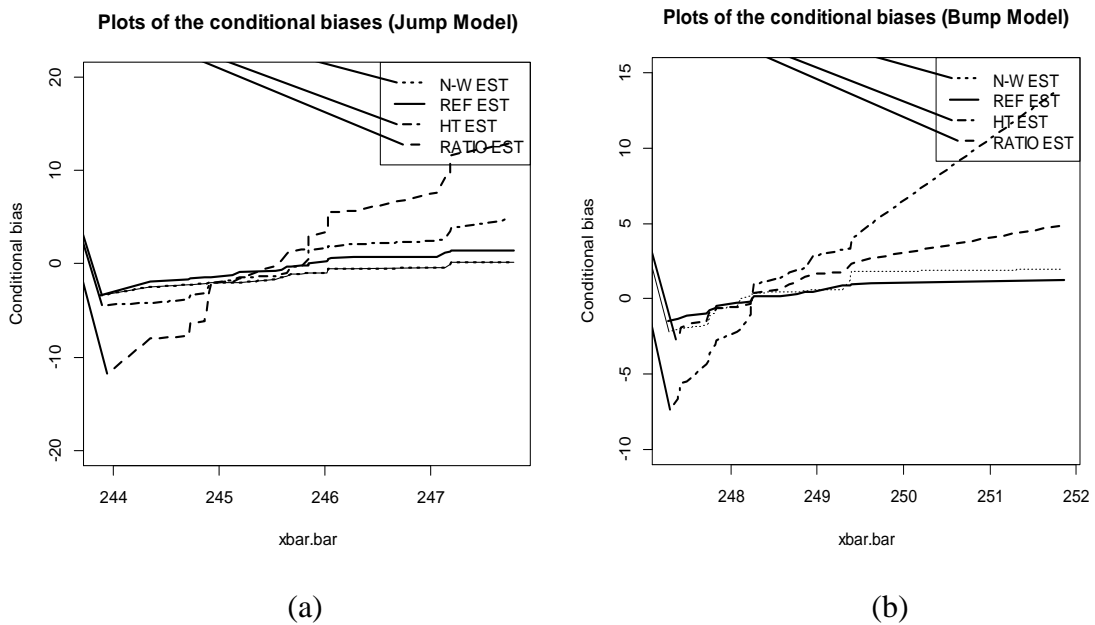 Plots of the conditional biases (Jump Model)
20
10
0
-10
-20
Conditional bias
N-W EST
REF EST
HT EST
RATIO EST
244
245
246
247
xbar.bar
(a)
Plots of the conditional biases (Bump Model)
15
10
5
0
-5
-10
Conditional bias
N-W EST
REF EST
HT EST
RATIO EST
248
249
250
251
252
xbar.bar
(b)